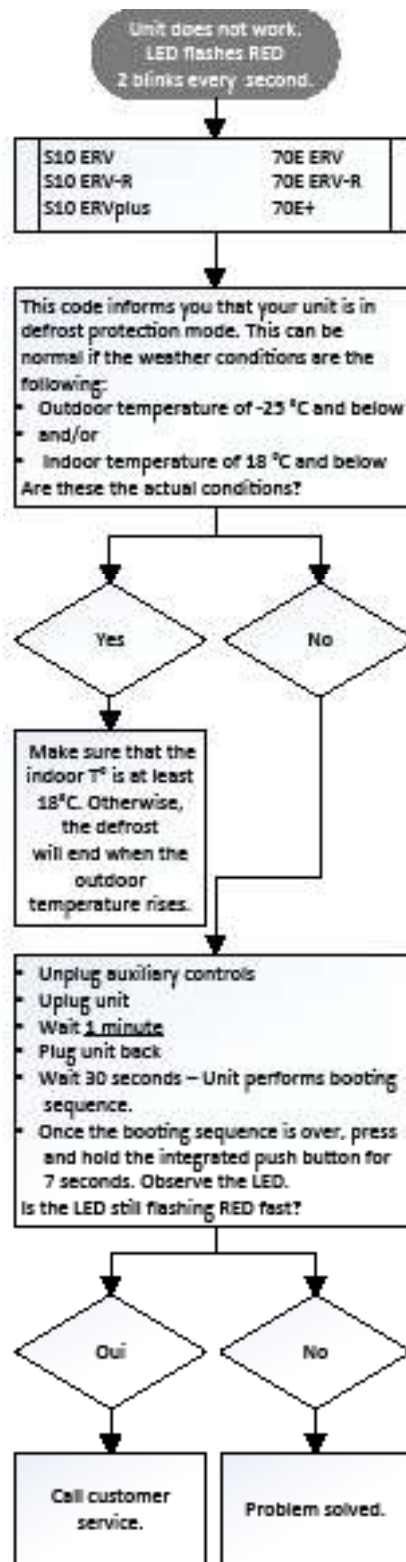 Unit does not work.
LED flashes RED
2 blinks every second.
S10 ERV 70E ERV
S10 ERV-R 70E ERV-R
S10 ERVplus 70E+
This code informs you that your unit is in
defrost protection mode. This can be
normal if the weather conditions are the
following:
• Outdoor temperature of -25 °C and below
• and/or
• Indoor temperature of 18 °C and below
Are these the actual conditions?
Yes
No
Make sure that the
indoor T° is at least
18°C. Otherwise,
the defrost
will end when the
outdoor
temperature rises.
• Unplug auxiliary controls
• Uplug unit
• Wait 1 minute
• Plug unit back
• Wait 30 seconds – Unit performs booting
sequence.
• Once the booting sequence is over, press
and hold the integrated push button for
7 seconds. Observe the LED.
Is the LED still flashing RED fast?
Oui
No
Call customer
service.
Problem solved.